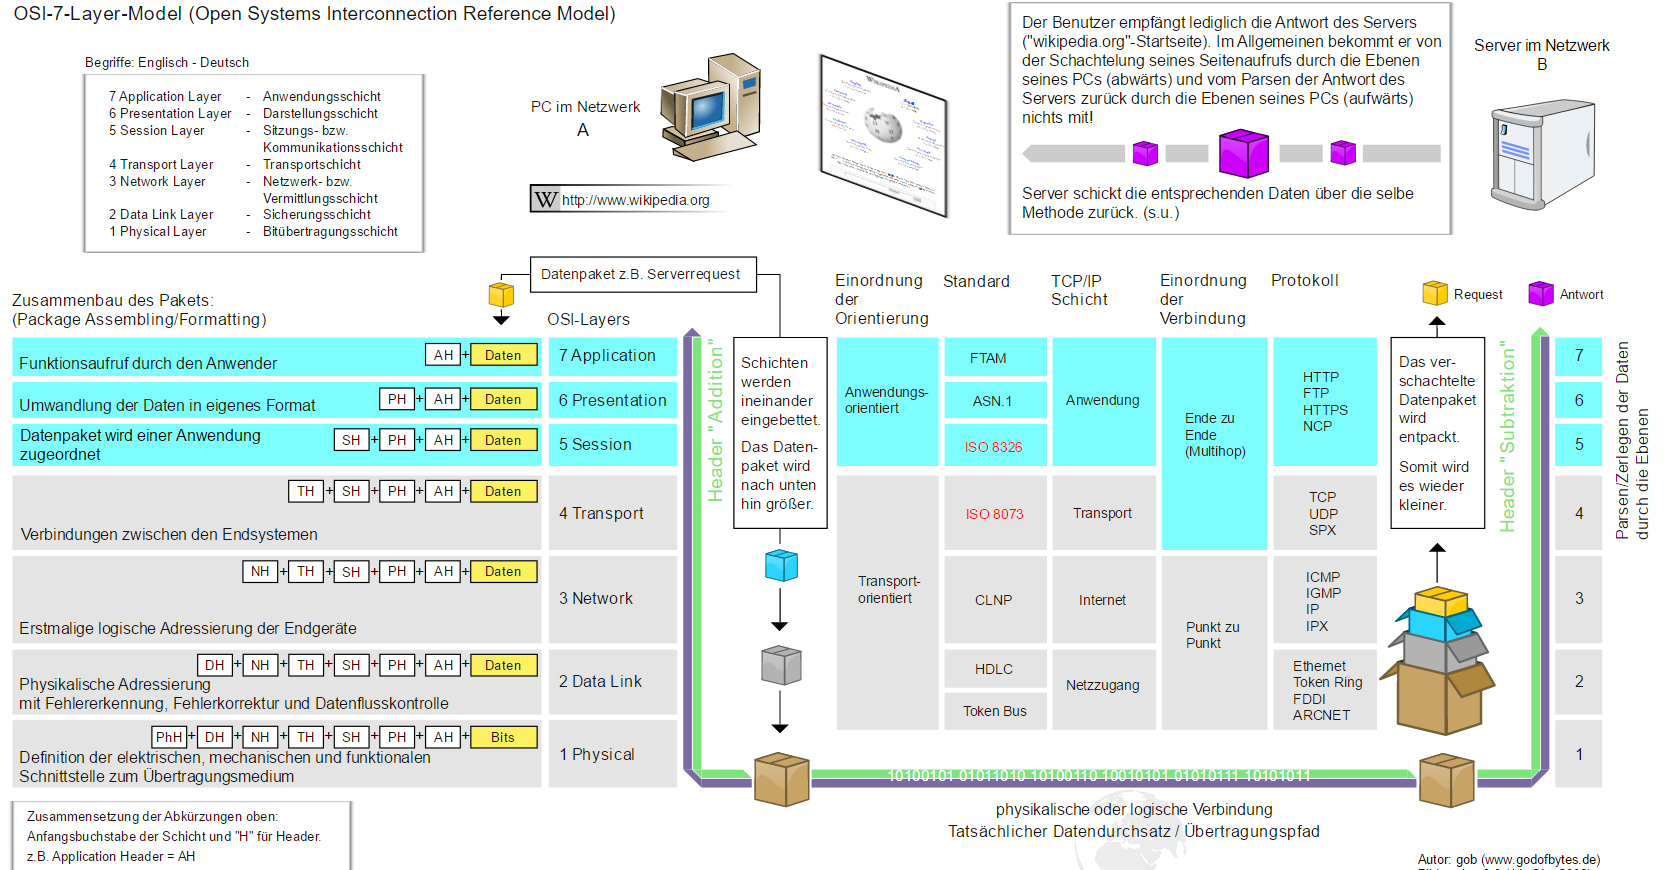 OSI-7-Layer-Model (Open Systems Interconnection Reference Model)
Begriffe: Englisch - Deutsch
7 Application Layer - Anwendungsschicht
6 Presentation Layer - Darstellungsschicht
5 Session Layer - Sitzungs- bzw.
Kommunikationsschicht
4 Transport Layer - Transportschicht
3 Network Layer - Netzwerk- bzw.
Vermittlungsschicht
2 Data Link Layer - Sicherungsschicht
1 Physical Layer - Bitübertragungsschicht
PC im Netzwerk
A
W http://www.wikipedia.org
WIKIPEDIA
Der Benutzer empfängt lediglich die Antwort des Servers
("wikipedia.org"-Startseite). Im Allgemeinen bekommt er von
der Schachtelung seines Seitenaufrufs durch die Ebenen
seines PCs (abwärts) und vom Parsen der Antwort des
Servers zurück durch die Ebenen seines PCs (aufwärts)
nichts mit!
Server schickt die entsprechenden Daten über die selbe
Methode zurück. (s.u.)
Server im Netzwerk
B
Zusammenbau des Pakets:
(Package Assembling/Formatting)
Datenpaket z.B. Serverrequest
OSI-Layers
Einordnung
der
Orientierung
Standard
TCP/IP
Schicht
Einordnung
der
Verbindung
Protokoll
Request
Antwort
Funktionsaufruf durch den Anwender
AH+Daten
7 Application
Umwandlung der Daten in eigenes Format
PH+AH+Daten
6 Presentation
Datenpaket wird einer Anwendung
zugeordnet
SH+PH+AH+Daten
5 Session
TH+SH+PH+AH+Daten
Verbindungen zwischen den Endsystemen
4 Transport
NH+TH+SH+PH+AH+Daten
Erstmalige logische Adressierung der Endgeräte
3 Network
DH+NH+TH+SH+PH+AH+Daten
Physikalische Adressierung
mit Fehlererkennung, Fehlerkorrektur und Datenflusskontrolle
2 Data Link
PhH+DH+NH+TH+SH+PH+AH+Bits
Definition der elektrischen, mechanischen und funktionalen
Schnittstelle zum Übertragungsmedium
1 Physical
Header "Addition"
Schichten
werden
ineinander
eingebettet.
Das Daten-
paket wird
nach unten
hin größer.
Anwendungs-
orientiert
Transport-
orientiert
FTAM
ASN.1
ISO 8326
ISO 8073
CLNP
HDLC
Token Bus
Anwendung
Transport
Internet
Netzzugang
Ende zu
Ende
(Multihop)
Punkt zu
Punkt
HTTP
FTP
HTTPS
NCP
TCP
UDP
SPX
ICMP
IGMP
IP
IPX
Ethernet
Token Ring
FDDI
ARCNET
Das ver-
schachtelte
Datenpaket
wird
entpackt.
Somit wird
es wieder
kleiner.
Header "Subtraktion"
7
6
5
4
3
2
1
Parsen/Zerlegen der Daten
durch die Ebenen
10100101 01011010 10100110 10010101 01010111 10101011
physikalische oder logische Verbindung
Tatsächlicher Datendurchsatz / Übertragungspfad
Zusammensetzung der Abkürzungen oben:
Anfangsbuchstabe der Schicht und "H" für Header.
z.B. Application Header = AH
Autor: gob (www.godofbytes.de)